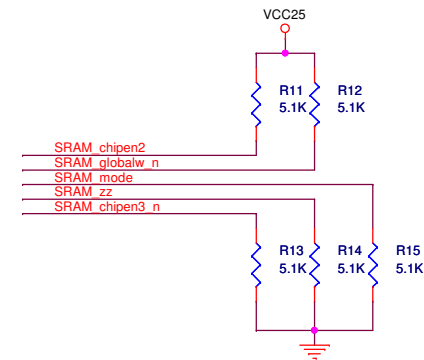 VCC25
R11 R12
5.1K 5.1K
SRAM_chipen2
SRAM_globalw_n
SRAM_mode
SRAM_zz
SRAM_chipen3_n
R13 R14 R15
5.1K 5.1K 5.1K